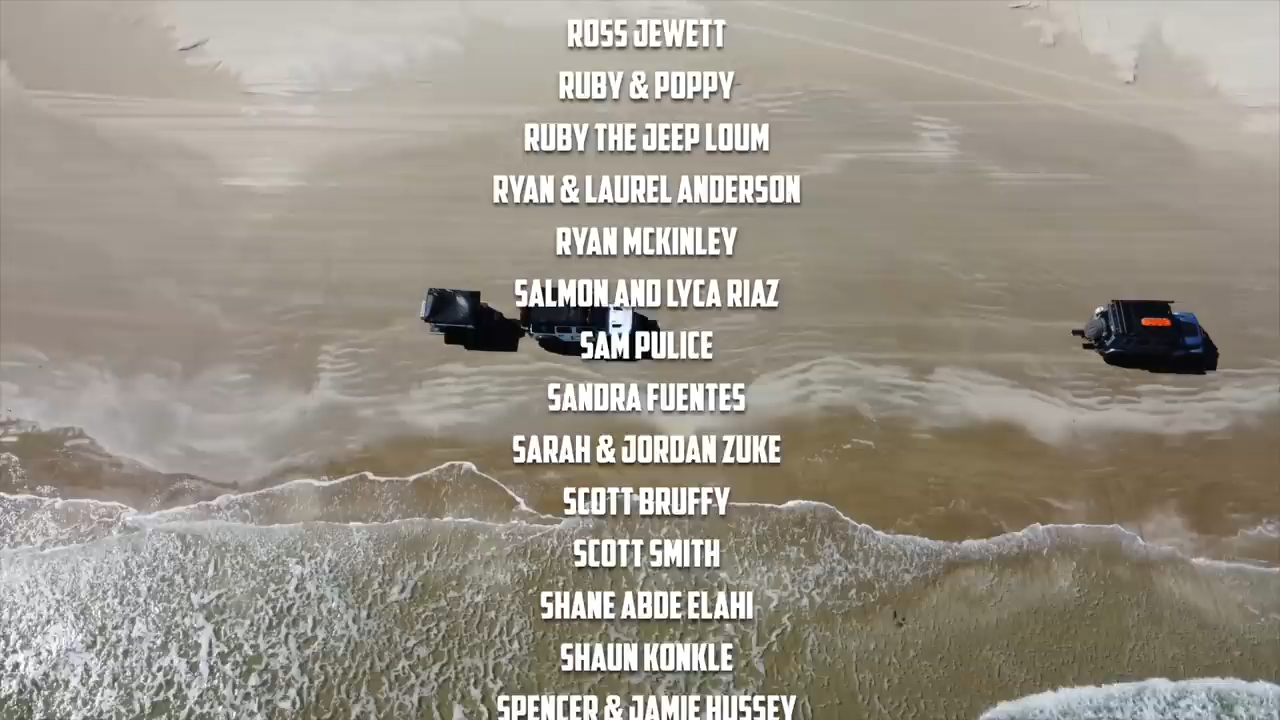 ROSS JEWETT
RUBY & POPPY
RUBY THE JEEP LOUM
RYAN & LAUREL ANDERSON
RYAN MCKINLEY
SALMON AND LYCA RIAZ
SAM PULICE
SANDRA FUENTES
SARAH & JORDAN ZUKE
SCOTT BRUFFY
SCOTT SMITH
SHANE ABDE ELAHI
SHAUN KONKLE
SPENCER & JAMIE HUSSEY